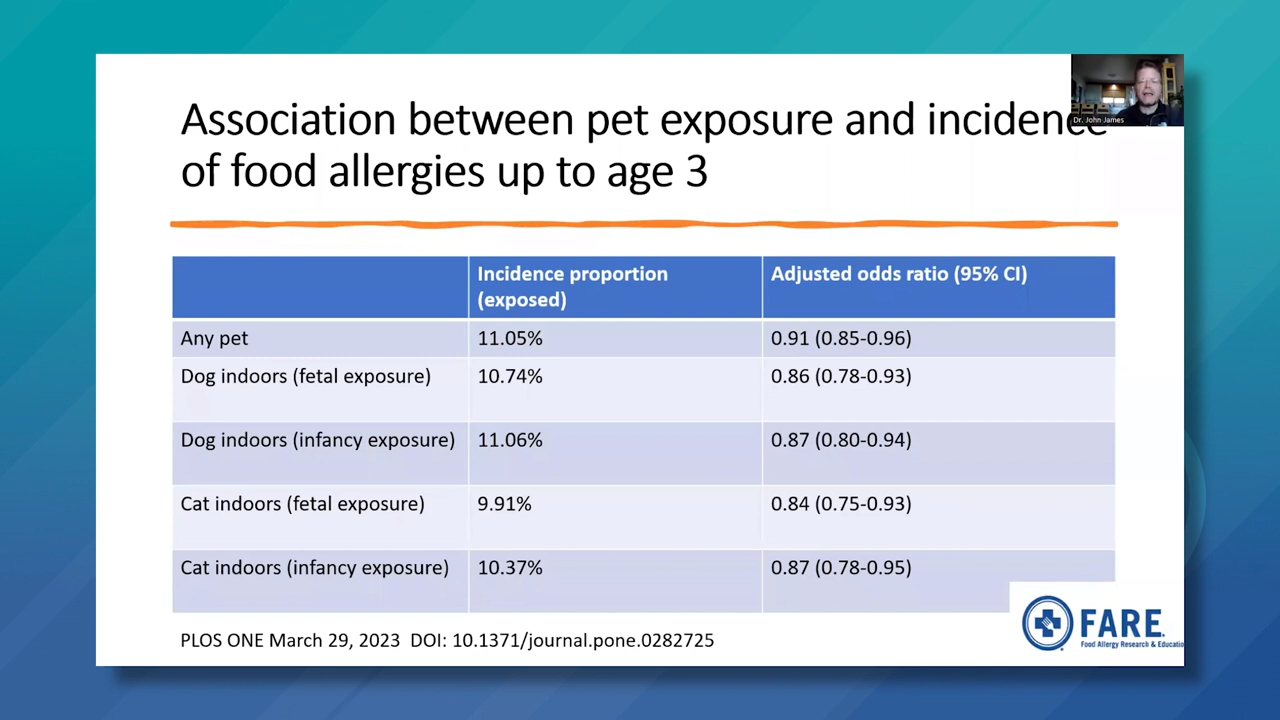 Association between pet exposure and incidence
of food allergies up to age 3
Dr. John James
Incidence proportion (exposed)
Adjusted odds ratio (95% CI)
Any pet 11.05% 0.91 (0.85-0.96)
Dog indoors (fetal exposure) 10.74% 0.86 (0.78-0.93)
Dog indoors (infancy exposure) 11.06% 0.87 (0.80-0.94)
Cat indoors (fetal exposure) 9.91% 0.84 (0.75-0.93)
Cat indoors (infancy exposure) 10.37% 0.87 (0.78-0.95)
PLOS ONE March 29, 2023 DOI: 10.1371/journal.pone.0282725
FARE
Food Allergy Research & Educatio